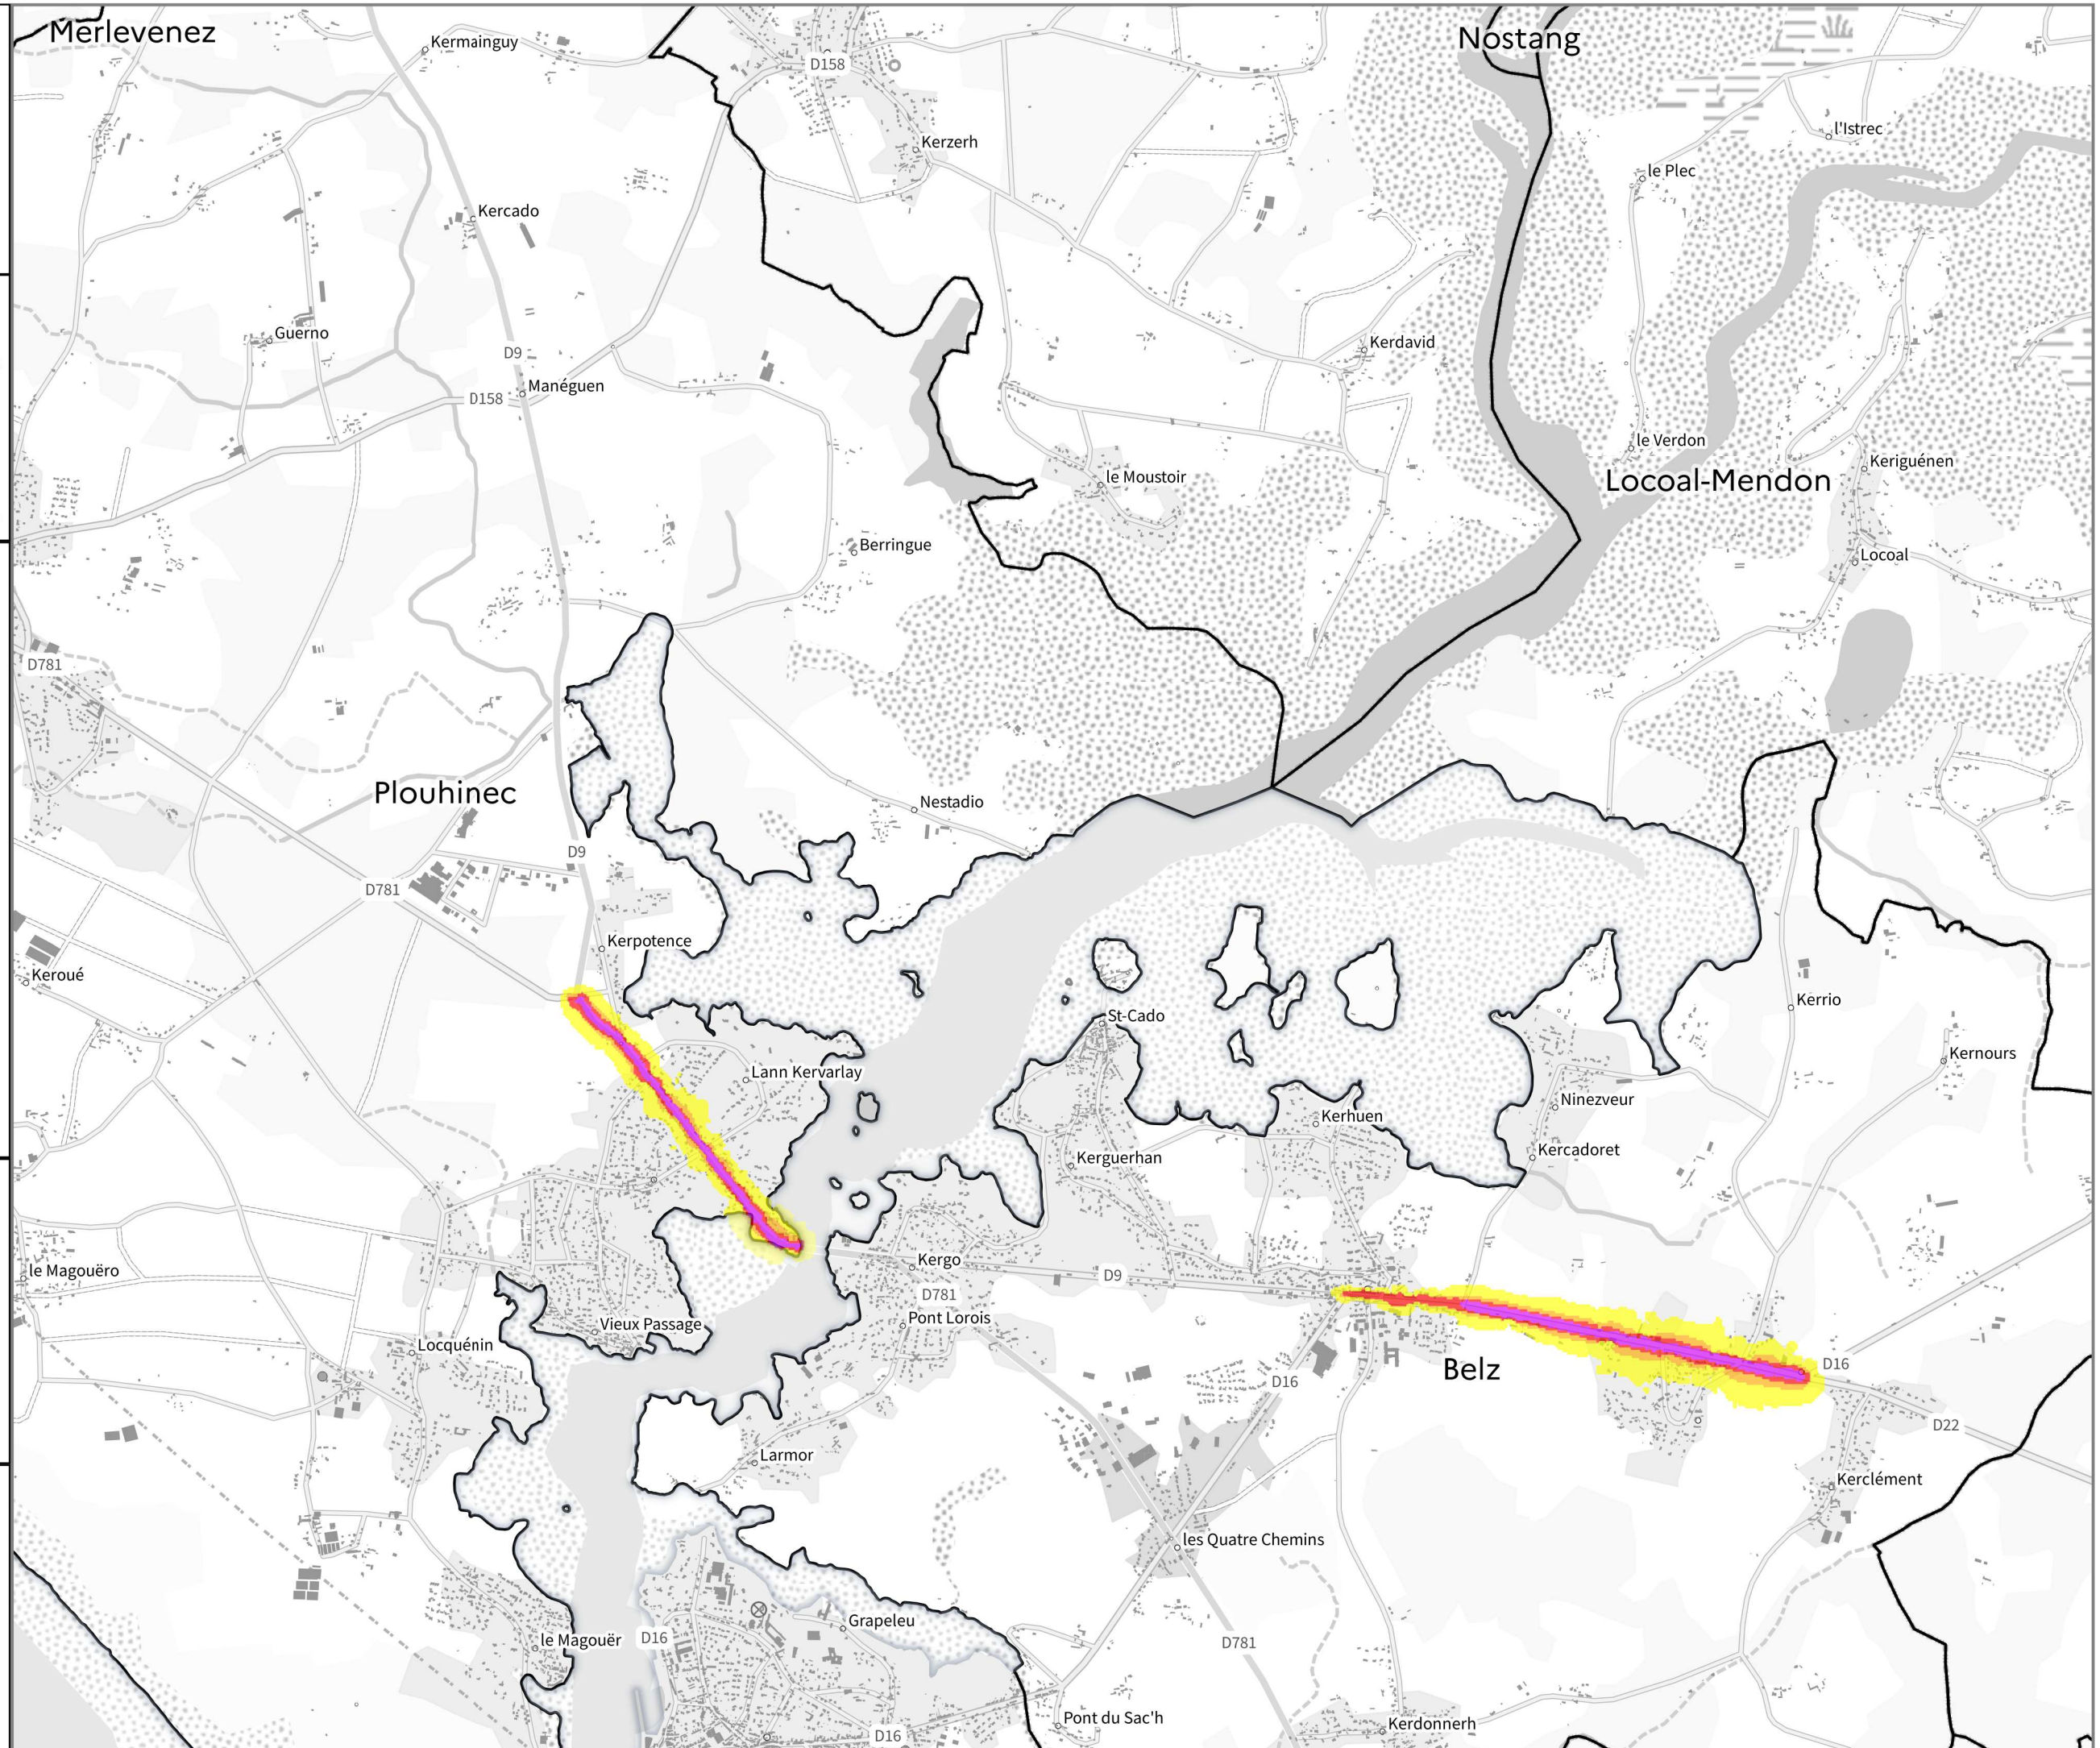 Merlevenez
Nostang
Kermainguy
D158
l'Istrec
Kerzerh
le Plec
Kercado
Guerno
Kerdavid
D9
Manéguen
D158
le Verdon
Keriguénen
le Moustoir
Locoal-Mendon
Berringue
Locoal
D781
Plouhinec
Nestadio
D9
D781
Kerpotence
Keroué
Kerrio
St-Cado
Kernours
Lann Kervarlay
Ninezveur
Kerhuen
Kercadoret
Kerguerhan
Kergo
le Magouëro
D9
D781
Pont Lorois
Vieux Passage
Locquénin
D16
Belz
D16
D22
Larmor
Kerclément
les Quatre Chemins
Grapeleu
le Magouër
D16
D781
Pont du Sac'h
Kerdonnerh
D16